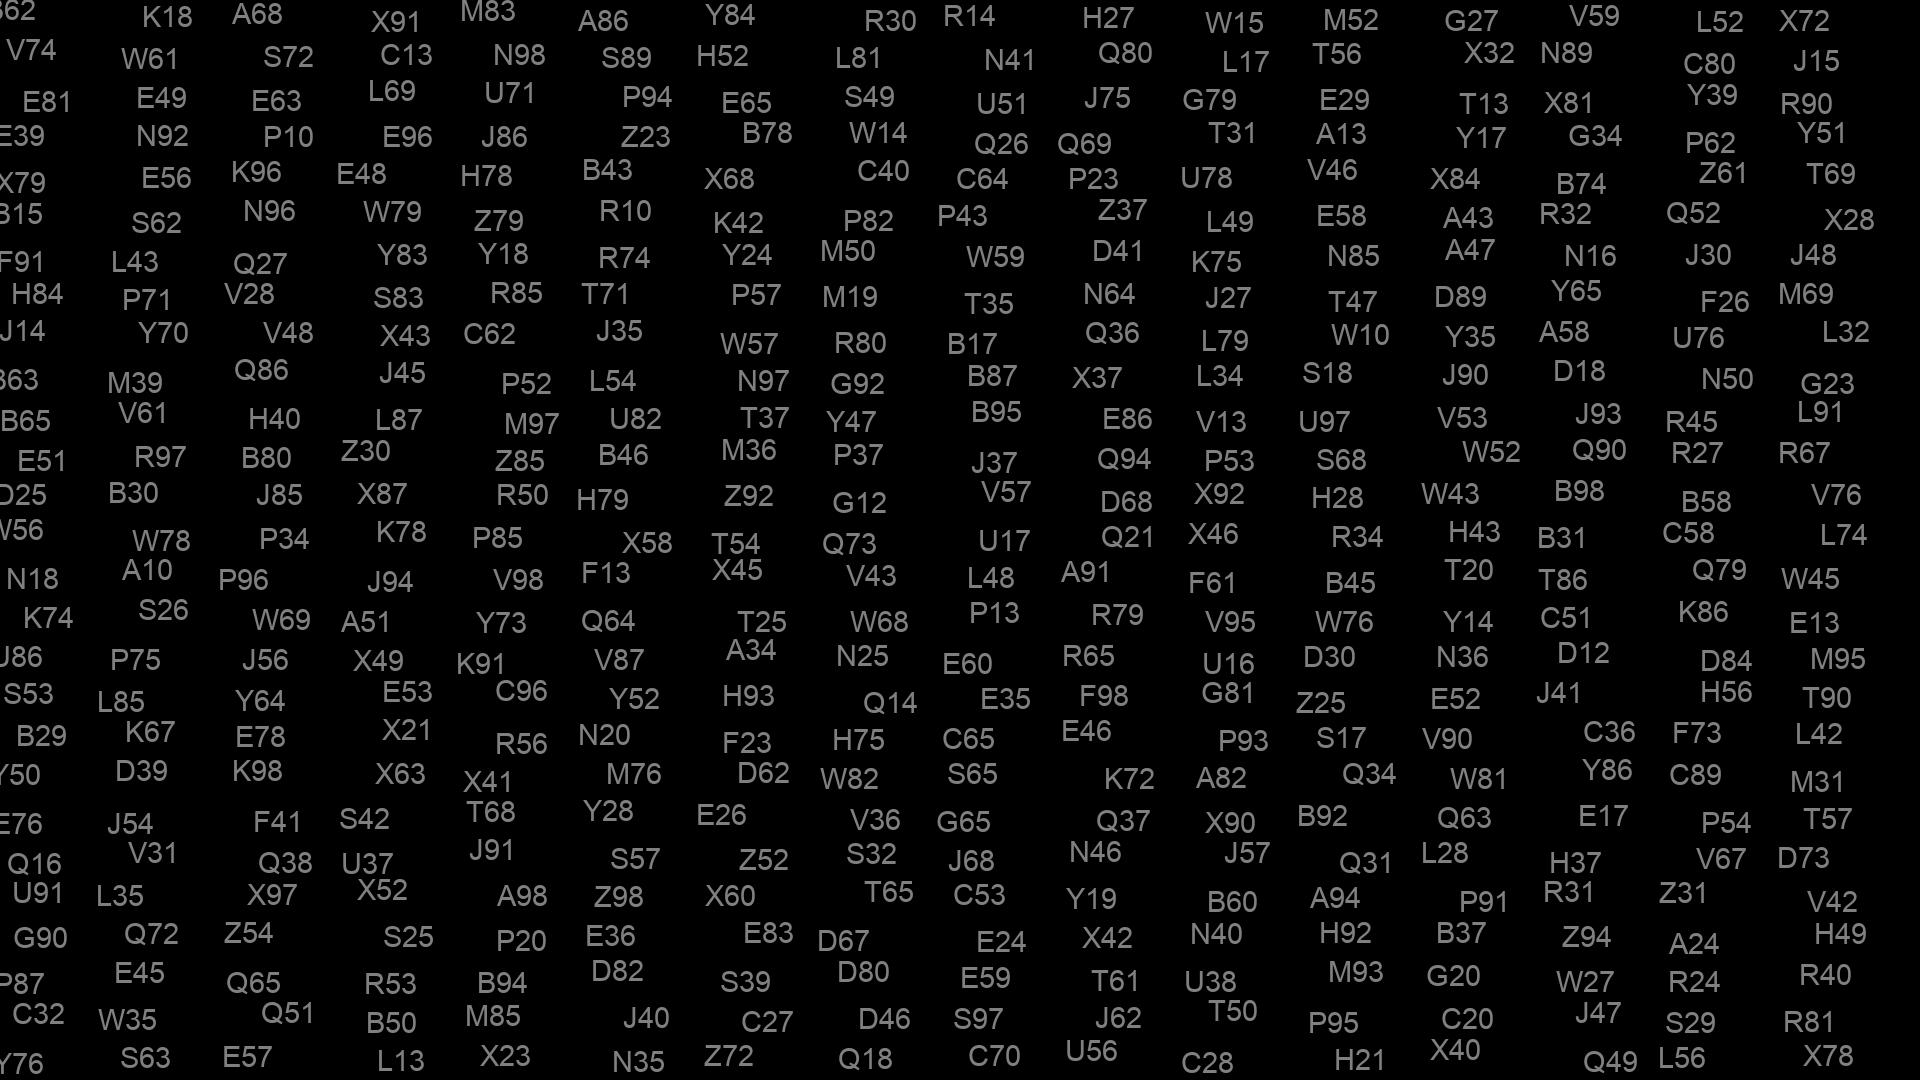 K18 A68 X91 M83 A86 Y84 R30 R14 H27 W15 M52 G27 V59 L52 X72
V74 W61 S72 C13 N98 S89 H52 L81 N41 Q80 L17 T56 X32 N89 C80 J15
E81 E49 E63 L69 U71 P94 E65 S49 U51 J75 G79 E29 T13 X81 Y39 R90
E39 N92 P10 E96 J86 Z23 B78 W14 Q26 Q69 T31 A13 Y17 G34 P62 Y51
X79 E56 K96 E48 H78 B43 X68 C40 C64 P23 U78 V46 X84 B74 Z61 T69
B15 S62 N96 W79 Z79 R10 K42 P82 P43 Z37 L49 E58 A43 R32 Q52 X28
F91 L43 Q27 Y83 Y18 R74 Y24 M50 W59 D41 K75 N85 A47 N16 J30 J48
H84 P71 V28 S83 R85 T71 P57 M19 T35 N64 J27 T47 D89 Y65 F26 M69
J14 Y70 V48 X43 C62 J35 W57 R80 B17 Q36 L79 W10 Y35 A58 U76 L32
M39 Q86 J45 P52 L54 N97 G92 B87 X37 L34 S18 J90 D18 N50 G23
B65 V61 H40 L87 M97 U82 T37 Y47 B95 E86 V13 U97 V53 J93 R45 L91
E51 R97 B80 Z30 Z85 B46 M36 P37 J37 Q94 P53 S68 W52 Q90 R27 R67
D25 B30 J85 X87 R50 H79 Z92 G12 V57 D68 X92 H28 W43 B98 B58 V76
W56 W78 P34 K78 P85 X58 T54 Q73 U17 Q21 X46 R34 H43 B31 C58 L74
N18 A10 P96 J94 V98 F13 X45 V43 L48 A91 F61 B45 T20 T86 Q79 W45
K74 S26 W69 A51 Y73 Q64 T25 W68 P13 R79 V95 W76 Y14 C51 K86 E13
U86 P75 J56 X49 K91 V87 A34 N25 E60 R65 U16 D30 N36 D12 D84 M95
S53 L85 Y64 E53 C96 Y52 H93 Q14 E35 F98 G81 Z25 E52 J41 H56 T90
B29 K67 E78 X21 R56 N20 F23 H75 C65 E46 P93 S17 V90 C36 F73 L42
Y50 D39 K98 X63 X41 M76 D62 W82 S65 K72 A82 Q34 W81 Y86 C89 M31
E76 J54 F41 S42 T68 Y28 E26 V36 G65 Q37 X90 B92 Q63 E17 P54 T57
Q16 V31 Q38 U37 J91 S57 Z52 S32 J68 N46 J57 Q31 L28 H37 V67 D73
U91 L35 X97 X52 A98 Z98 X60 T65 C53 Y19 B60 A94 P91 R31 Z31 V42
G90 Q72 Z54 S25 P20 E36 E83 D67 E24 X42 N40 H92 B37 Z94 A24 H49
P87 E45 Q65 R53 B94 D82 S39 D80 E59 T61 U38 M93 G20 W27 R24 R40
C32 W35 Q51 B50 M85 J40 C27 D46 S97 J62 T50 P95 C20 J47 S29 R81
Y76 S63 E57 L13 X23 N35 Z72 Q18 C70 U56 C28 H21 X40 Q49 L56 X78